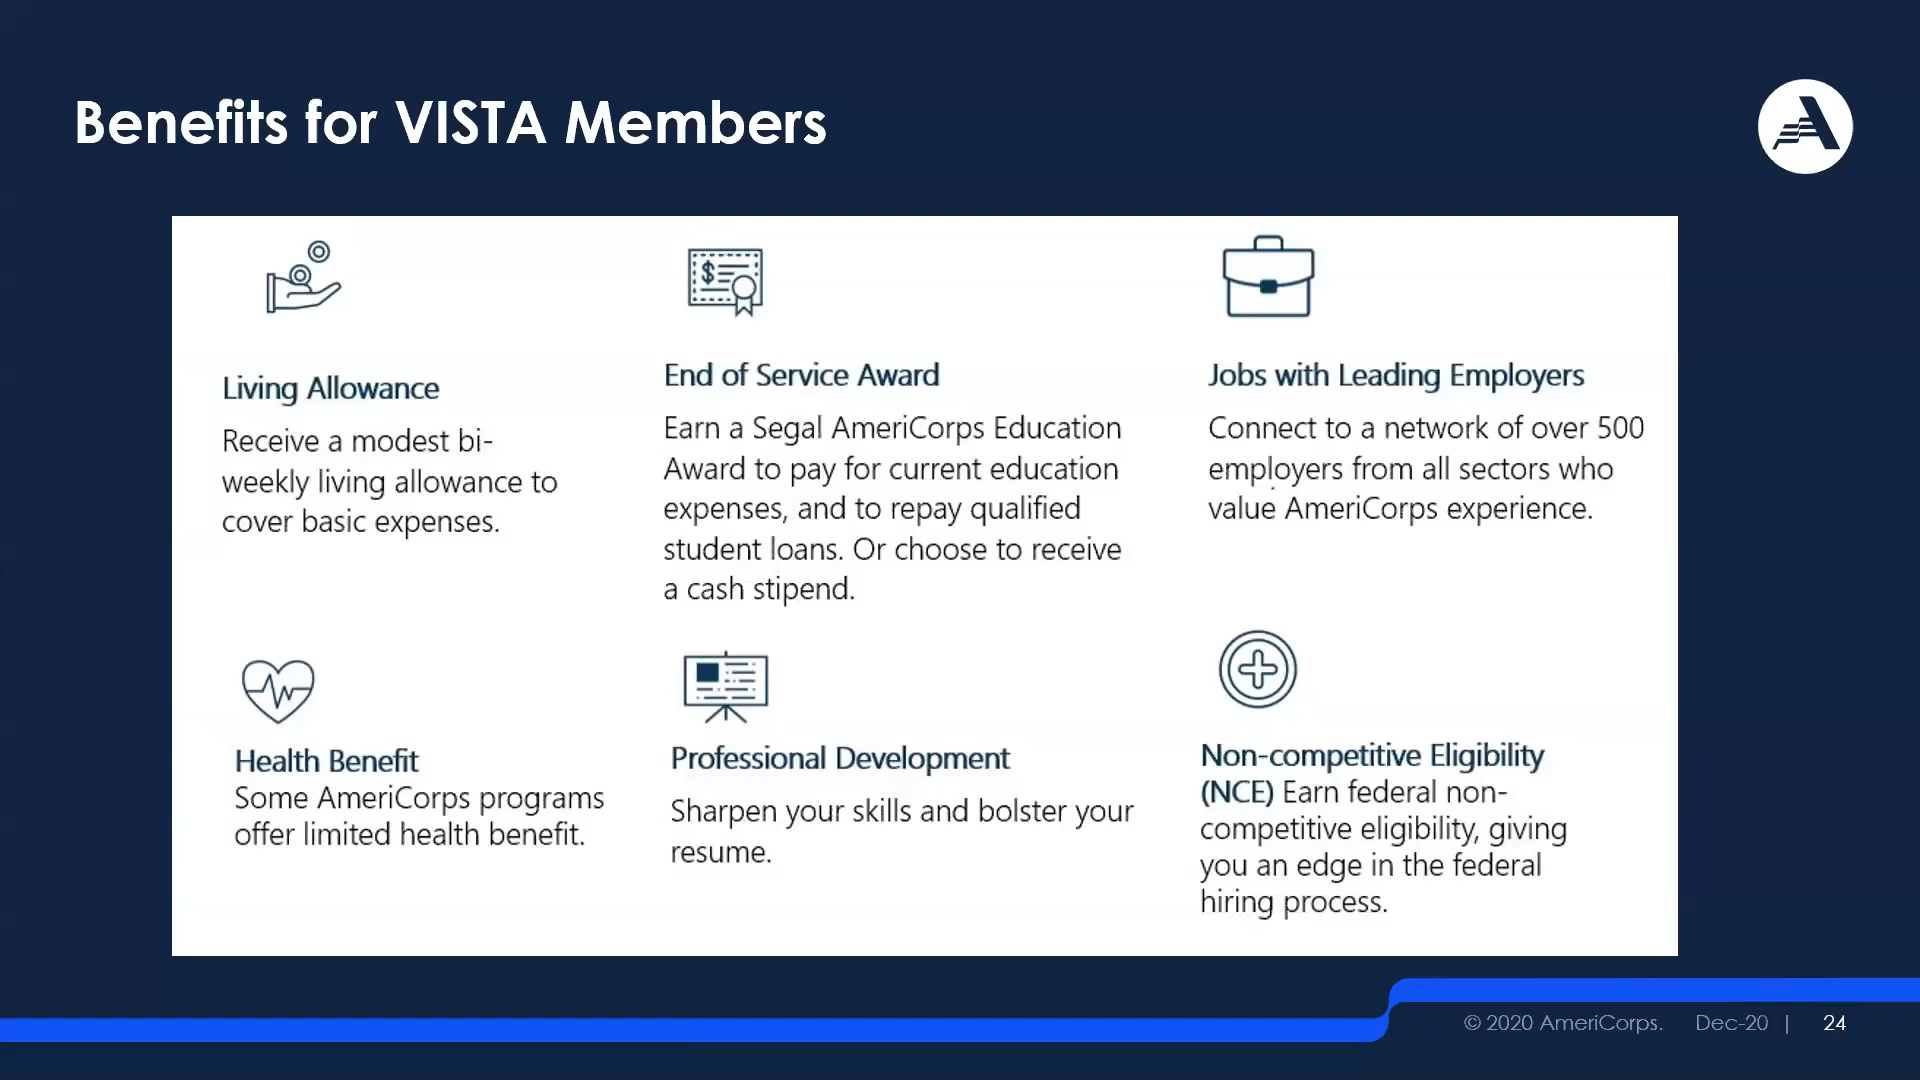 Benefits for VISTA Members
Living Allowance
Receive a modest bi-
weekly living allowance to
cover basic expenses.
End of Service Award
Earn a Segal AmeriCorps Education
Award to pay for current education
expenses, and to repay qualified
student loans. Or choose to receive
a cash stipend.
Jobs with Leading Employers
Connect to a network of over 500
employers from all sectors who
value AmeriCorps experience.
Health Benefit
Some AmeriCorps programs
offer limited health benefit.
Professional Development
Sharpen your skills and bolster your
resume.
Non-competitive Eligibility
(NCE) Earn federal non-
competitive eligibility, giving
you an edge in the federal
hiring process.
© 2020 AmeriCorps. Dec-20 | 24